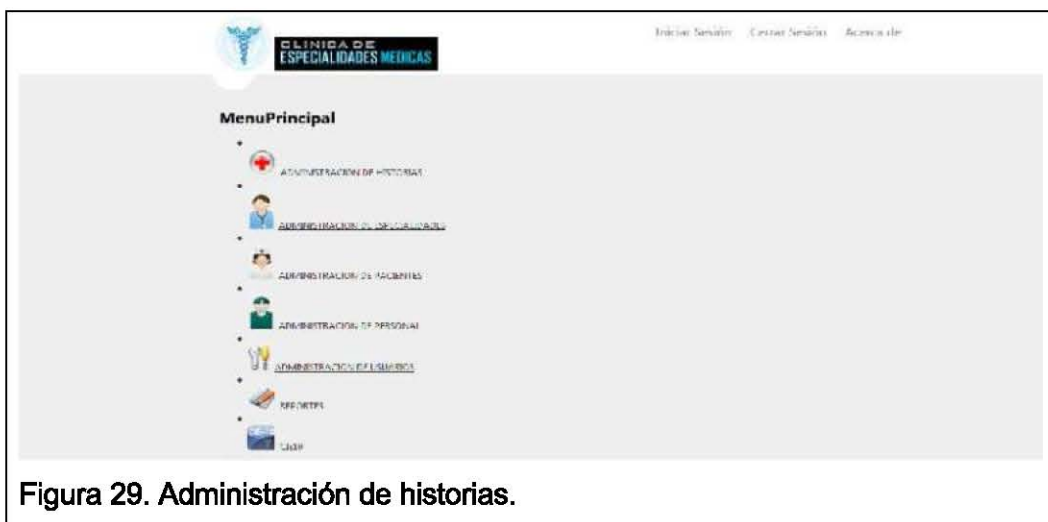 CLINICA DE
ESPECIALIDADES MEDICAS
Iniciar Sesión Cerrar Sesión Acerca de
MenuPrincipal
ADMINISTRACION DE HISTORIAS
ADMINISTRACION DE ESPECIALIDADES
ADMINISTRACION DE PACIENTES
ADMINISTRACION DE PERSONAL
ADMINISTRACION DE USUARIOS
REPORTES
Figura 29. Administración de historias.